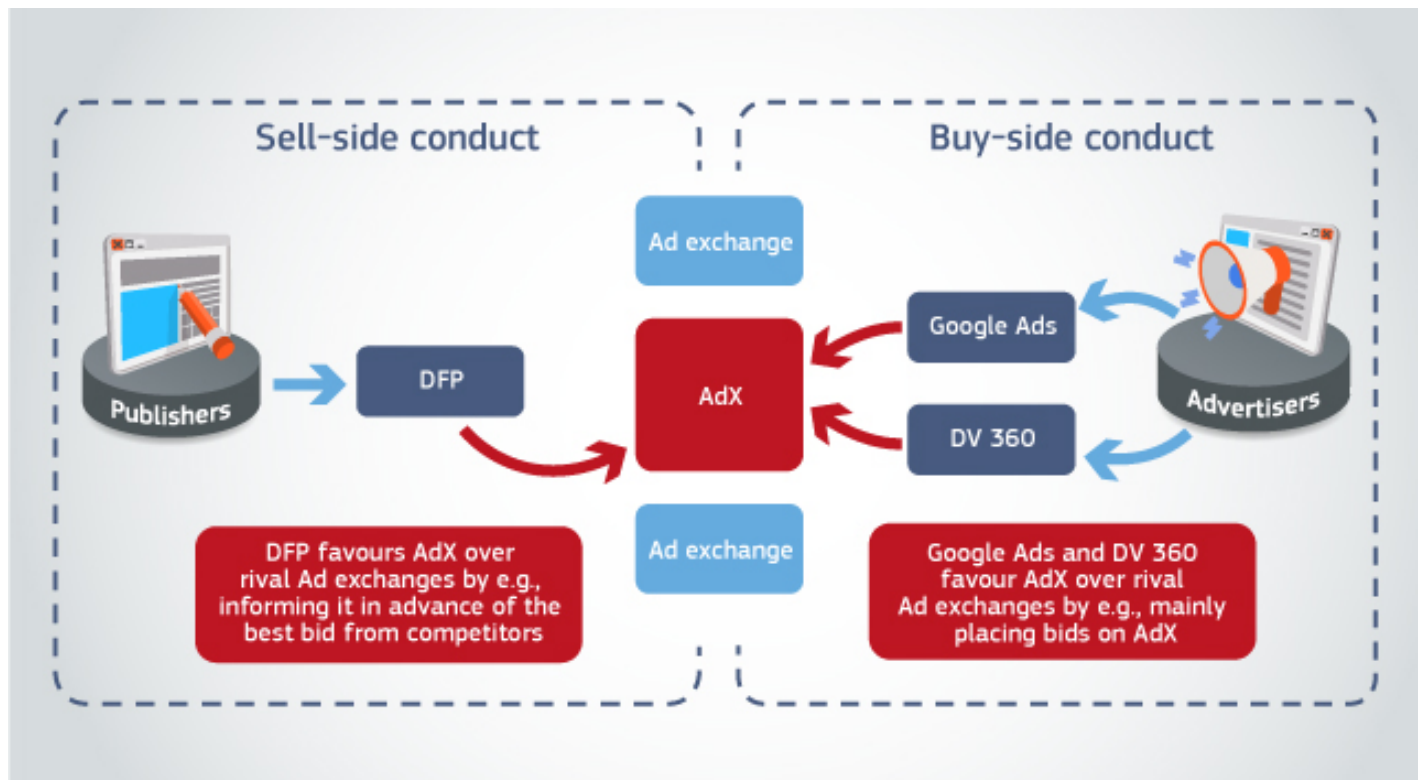 Sell-side conduct
Buy-side conduct
Ad exchange
Publishers
DFP
AdX
Google Ads
DV 360
Advertisers
Ad exchange
DFP favours AdX over
rival Ad exchanges by e.g.,
informing it in advance of the
best bid from competitors
Google Ads and DV 360
favour AdX over rival
Ad exchanges by e.g., mainly
placing bids on AdX